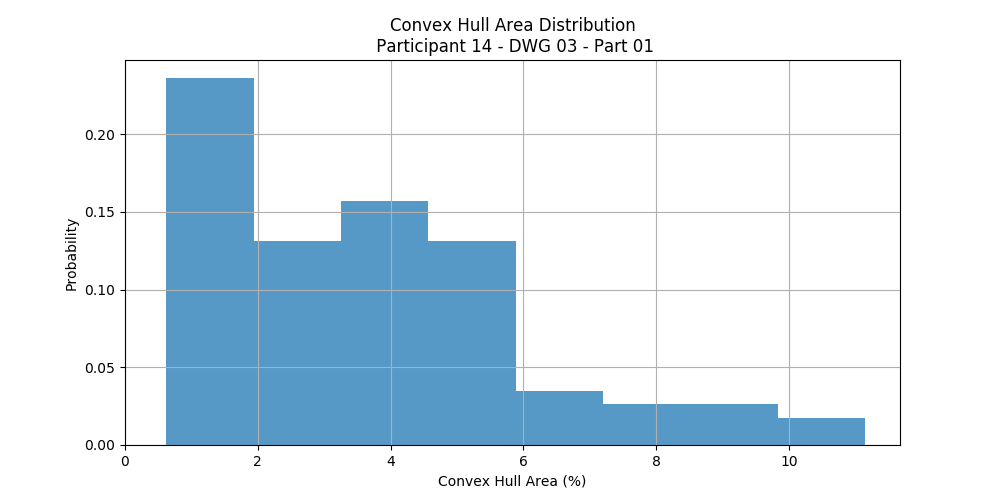 Convex Hull Area Distribution
Participant 14 - DWG 03 - Part 01
Probability
0.20
0.15
0.10
0.05
0.00
0 2 4 6 8 10
Convex Hull Area (%)